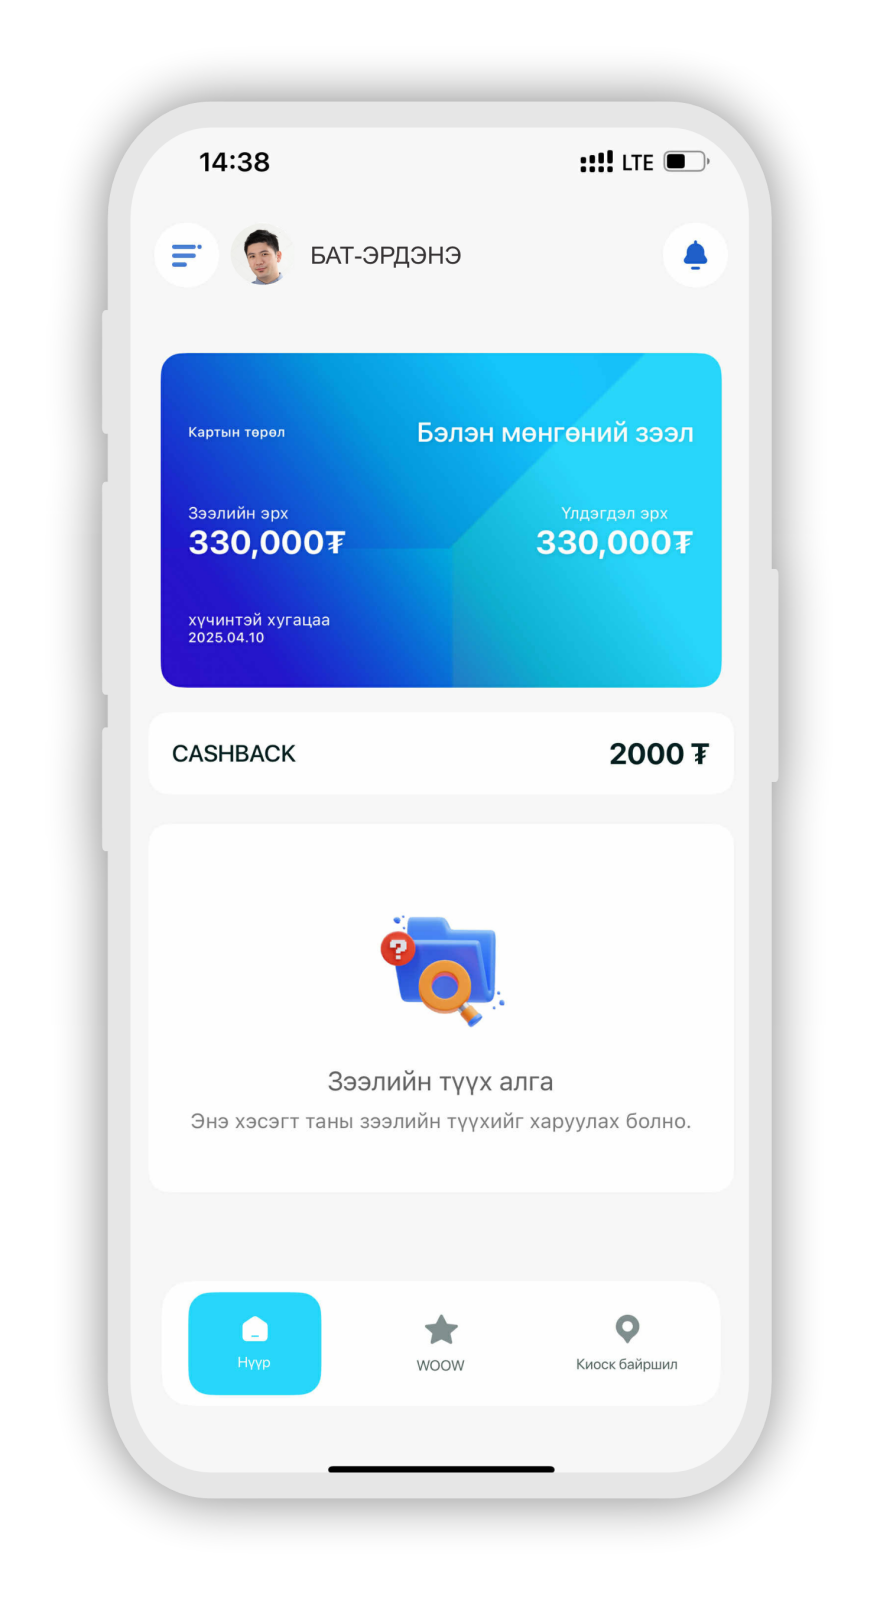 14:38
LTE
БАТ-ЭРДЭНЭ
Картын төрөл
Бэлэн мөнгөний зээл
Зээлийн эрх
Үлдэгдэл эрх
330,000₮
330,000₮
хүчинтэй хугацаа
2025.04.10
CASHBACK
2000 ₮
?
Зээлийн түүх алга
Энэ хэсэгт таны зээлийн түүхийг харуулах болно.
Нүүр
WOOW
Киоск байршил